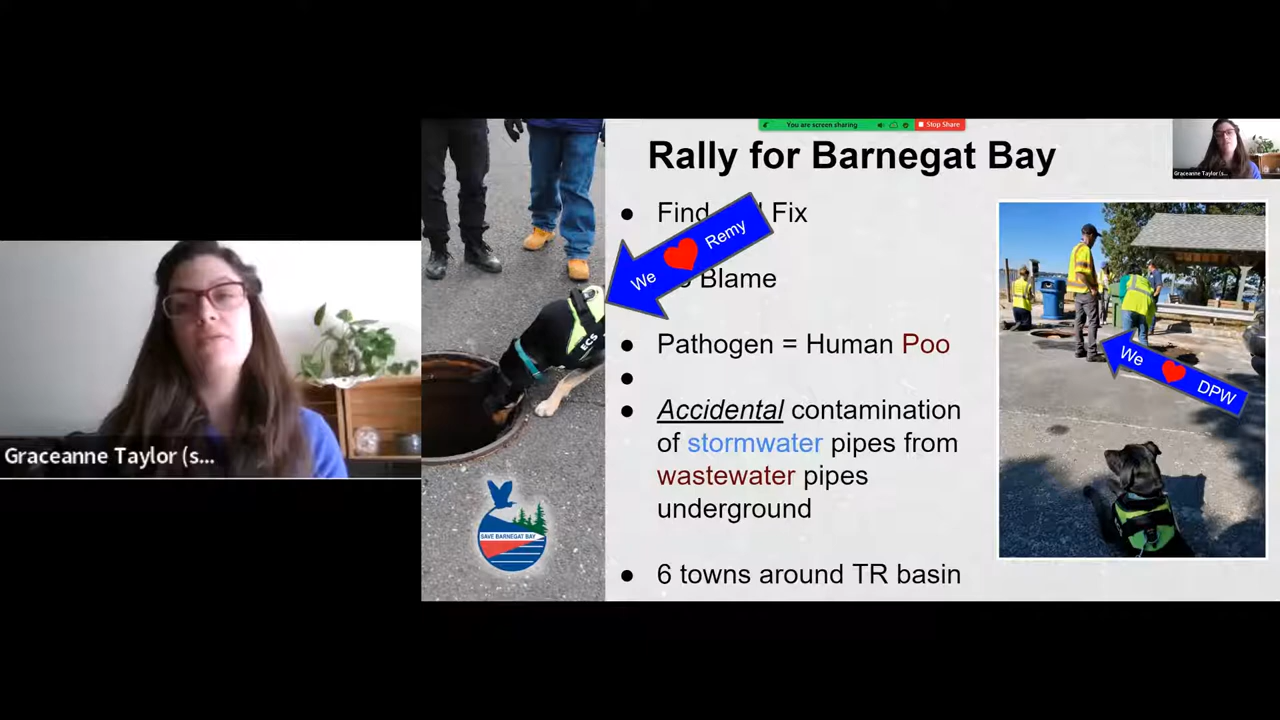 You are screen sharing
Stop Share
Rally for Barnegat Bay
Graceanne Taylor (s...
Find Fix
We ❤ Remy
Blame
Pathogen = Human Poo
We ❤ DPW
Accidental contamination
of stormwater pipes from
wastewater pipes
underground
6 towns around TR basin
ECS
SAVE BARNEGAT BAY
Graceanne Taylor (s...